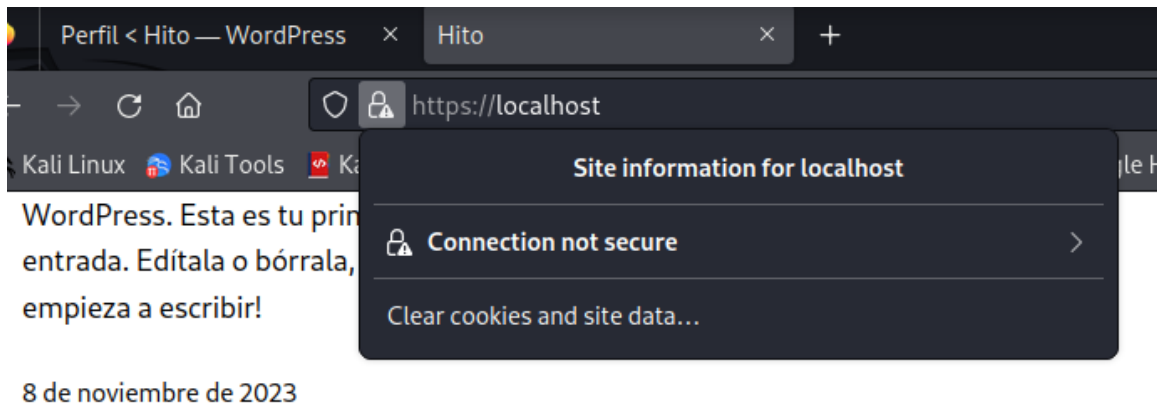 Perfil < Hito — WordPress × Hito × +
https://localhost
Kali Linux Kali Tools
Site information for localhost
Connection not secure
Clear cookies and site data...
WordPress. Esta es tu
entrada. Edítala o bórrala,
empieza a escribir!
8 de noviembre de 2023